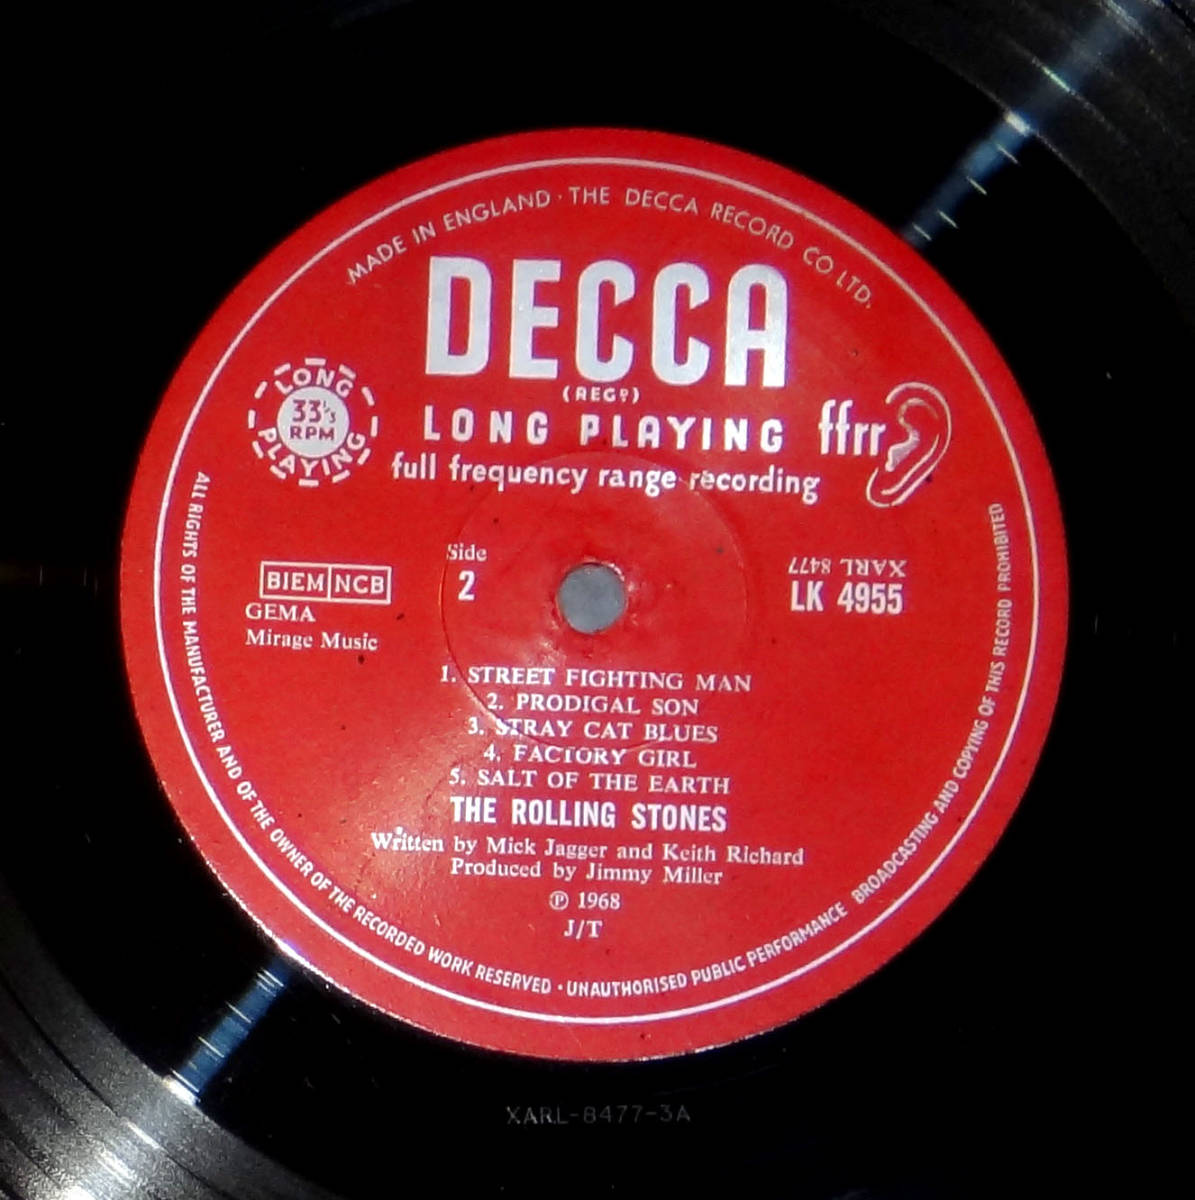 MADE IN ENGLAND · THE DECCA RECORD CO LTD.
DECCA
(REGD)
LONG PLAYING
ffrr
full frequency range recording
LONG
33⅓
RPM
PLAYING
BIEM NCB
GEMA
Mirage Music
Side
2
XARL 8477
LK 4955
1. STREET FIGHTING MAN
2. PRODIGAL SON
3. STRAY CAT BLUES
4. FACTORY GIRL
5. SALT OF THE EARTH
THE ROLLING STONES
Written by Mick Jagger and Keith Richard
Produced by Jimmy Miller
℗ 1968
J/T
ALL RIGHTS OF THE MANUFACTURER AND OF THE OWNER OF THE RECORDED WORK RESERVED · UNAUTHORISED PUBLIC PERFORMANCE BROADCASTING AND COPYING OF THIS RECORD PROHIBITED
XARL-8477-3A